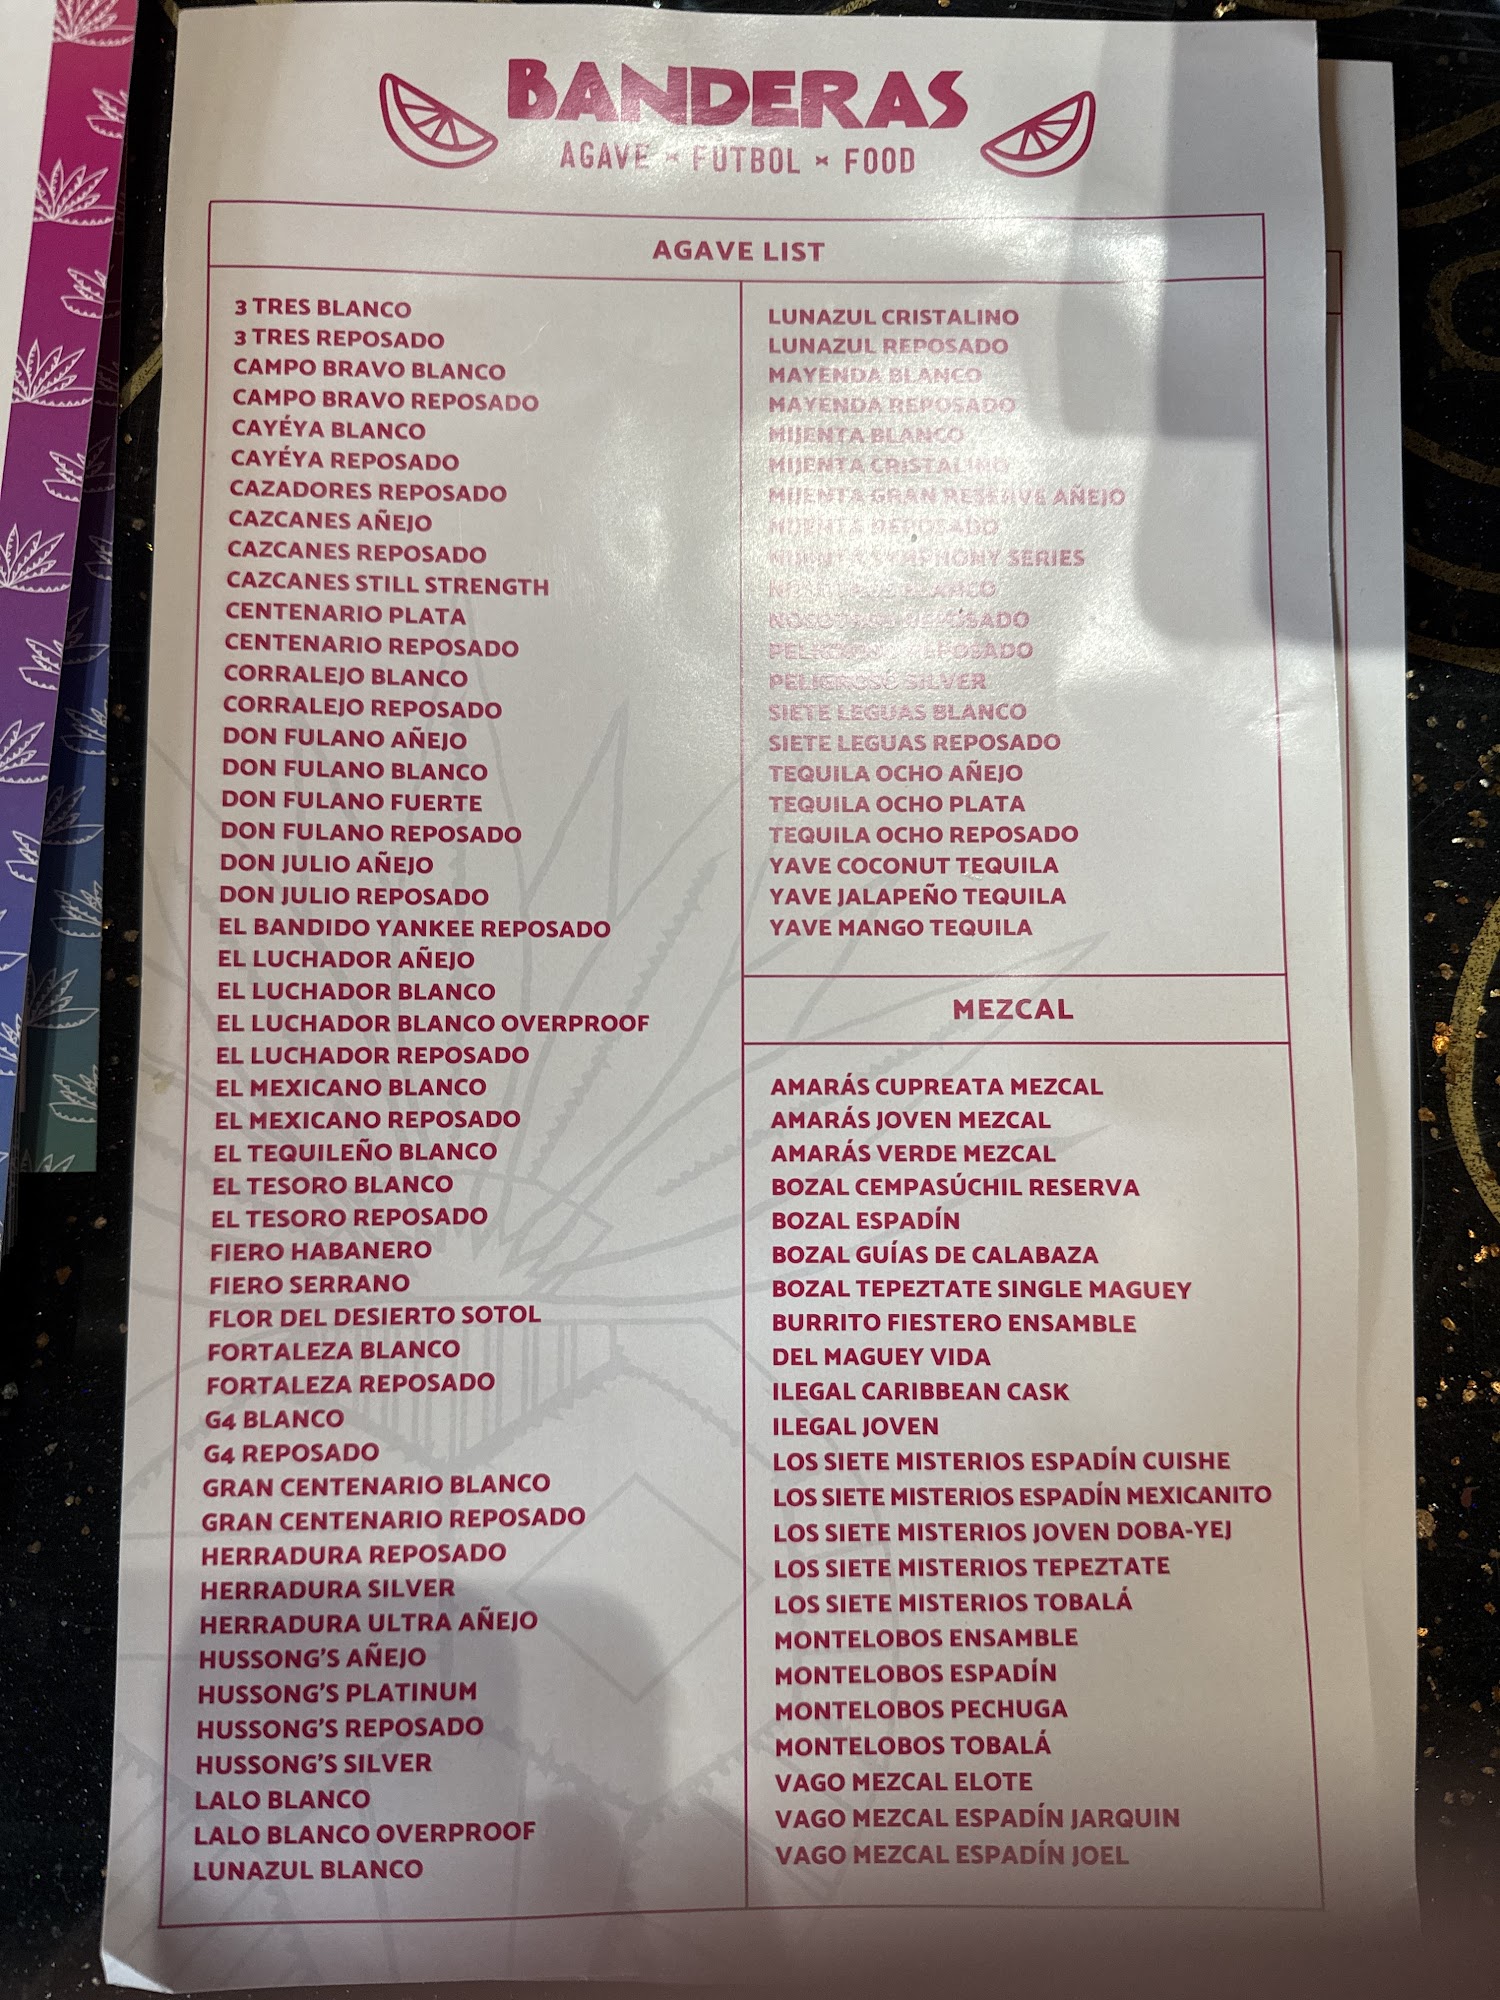 BANDERAS
AGAVE × FUTBOL × FOOD
AGAVE LIST
3 TRES BLANCO
3 TRES REPOSADO
CAMPO BRAVO BLANCO
CAMPO BRAVO REPOSADO
CAYÉYA BLANCO
CAYÉYA REPOSADO
CAZADORES REPOSADO
CAZCANES AÑEJO
CAZCANES REPOSADO
CAZCANES STILL STRENGTH
CENTENARIO PLATA
CENTENARIO REPOSADO
CORRALEJO BLANCO
CORRALEJO REPOSADO
DON FULANO AÑEJO
DON FULANO BLANCO
DON FULANO FUERTE
DON FULANO REPOSADO
DON JULIO AÑEJO
DON JULIO REPOSADO
EL BANDIDO YANKEE REPOSADO
EL LUCHADOR AÑEJO
EL LUCHADOR BLANCO
EL LUCHADOR BLANCO OVERPROOF
EL LUCHADOR REPOSADO
EL MEXICANO BLANCO
EL MEXICANO REPOSADO
EL TEQUILEÑO BLANCO
EL TESORO BLANCO
EL TESORO REPOSADO
FIERO HABANERO
FIERO SERRANO
FLOR DEL DESIERTO SOTOL
FORTALEZA BLANCO
FORTALEZA REPOSADO
G4 BLANCO
G4 REPOSADO
GRAN CENTENARIO BLANCO
GRAN CENTENARIO REPOSADO
HERRADURA REPOSADO
HERRADURA SILVER
HERRADURA ULTRA AÑEJO
HUSSONG'S AÑEJO
HUSSONG'S PLATINUM
HUSSONG'S REPOSADO
HUSSONG'S SILVER
LALO BLANCO
LALO BLANCO OVERPROOF
LUNAZUL BLANCO
LUNAZUL CRISTALINO
LUNAZUL REPOSADO
MAYENDA BLANCO
MAYENDA REPOSADO
MIJENTA BLANCO
MIJENTA CRISTALINO
MIJENTA GRAN RESERVE AÑEJO
MIJENTA REPOSADO
MIJENTA SYMPHONY SERIES
BLANCO
NOSOTROS REPOSADO
PELIGROSO REPOSADO
PELIGROSO SILVER
SIETE LEGUAS BLANCO
SIETE LEGUAS REPOSADO
TEQUILA OCHO AÑEJO
TEQUILA OCHO PLATA
TEQUILA OCHO REPOSADO
YAVE COCONUT TEQUILA
YAVE JALAPEÑO TEQUILA
YAVE MANGO TEQUILA
MEZCAL
AMARÁS CUPREATA MEZCAL
AMARÁS JOVEN MEZCAL
AMARÁS VERDE MEZCAL
BOZAL CEMPASÚCHIL RESERVA
BOZAL ESPADÍN
BOZAL GUÍAS DE CALABAZA
BOZAL TEPEZTATE SINGLE MAGUEY
BURRITO FIESTERO ENSAMBLE
DEL MAGUEY VIDA
ILEGAL CARIBBEAN CASK
ILEGAL JOVEN
LOS SIETE MISTERIOS ESPADÍN CUISHE
LOS SIETE MISTERIOS ESPADÍN MEXICANITO
LOS SIETE MISTERIOS JOVEN DOBA-YEJ
LOS SIETE MISTERIOS TEPEZTATE
LOS SIETE MISTERIOS TOBALÁ
MONTELOBOS ENSAMBLE
MONTELOBOS ESPADÍN
MONTELOBOS PECHUGA
MONTELOBOS TOBALÁ
VAGO MEZCAL ELOTE
VAGO MEZCAL ESPADÍN JARQUIN
VAGO MEZCAL ESPADÍN JOEL